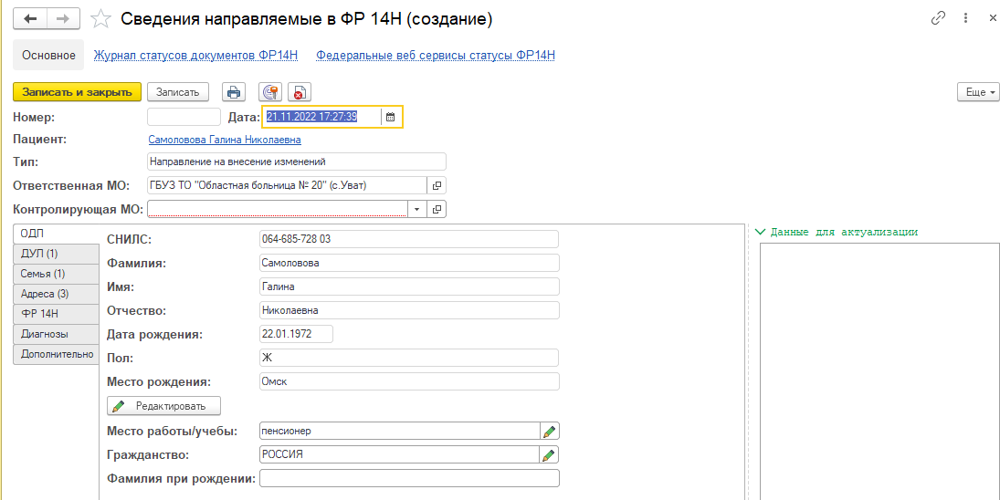 Сведения направляемые в ФР 14Н (создание)
Основное Журнал статусов документов ФР14Н Федеральные веб сервисы статусы ФР14Н
Записать и закрыть Записать Еще
Номер: Дата: 21.11.2022 17:27:39
Пациент: Самоловова Галина Николаевна
Тип: Направление на внесение изменений
Ответственная МО: ГБУЗ ТО "Областная больница № 20" (с.Уват)
Контролирующая МО:
ОДП
ДУЛ (1)
Семья (1)
Адреса (3)
ФР 14Н
Диагнозы
Дополнительно
СНИЛС: 064-685-728 03
Фамилия: Самоловова
Имя: Галина
Отчество: Николаевна
Дата рождения: 22.01.1972
Пол: Ж
Место рождения: Омск
Редактировать
Место работы/учебы: пенсионер
Гражданство: РОССИЯ
Фамилия при рождении:
Данные для актуализации